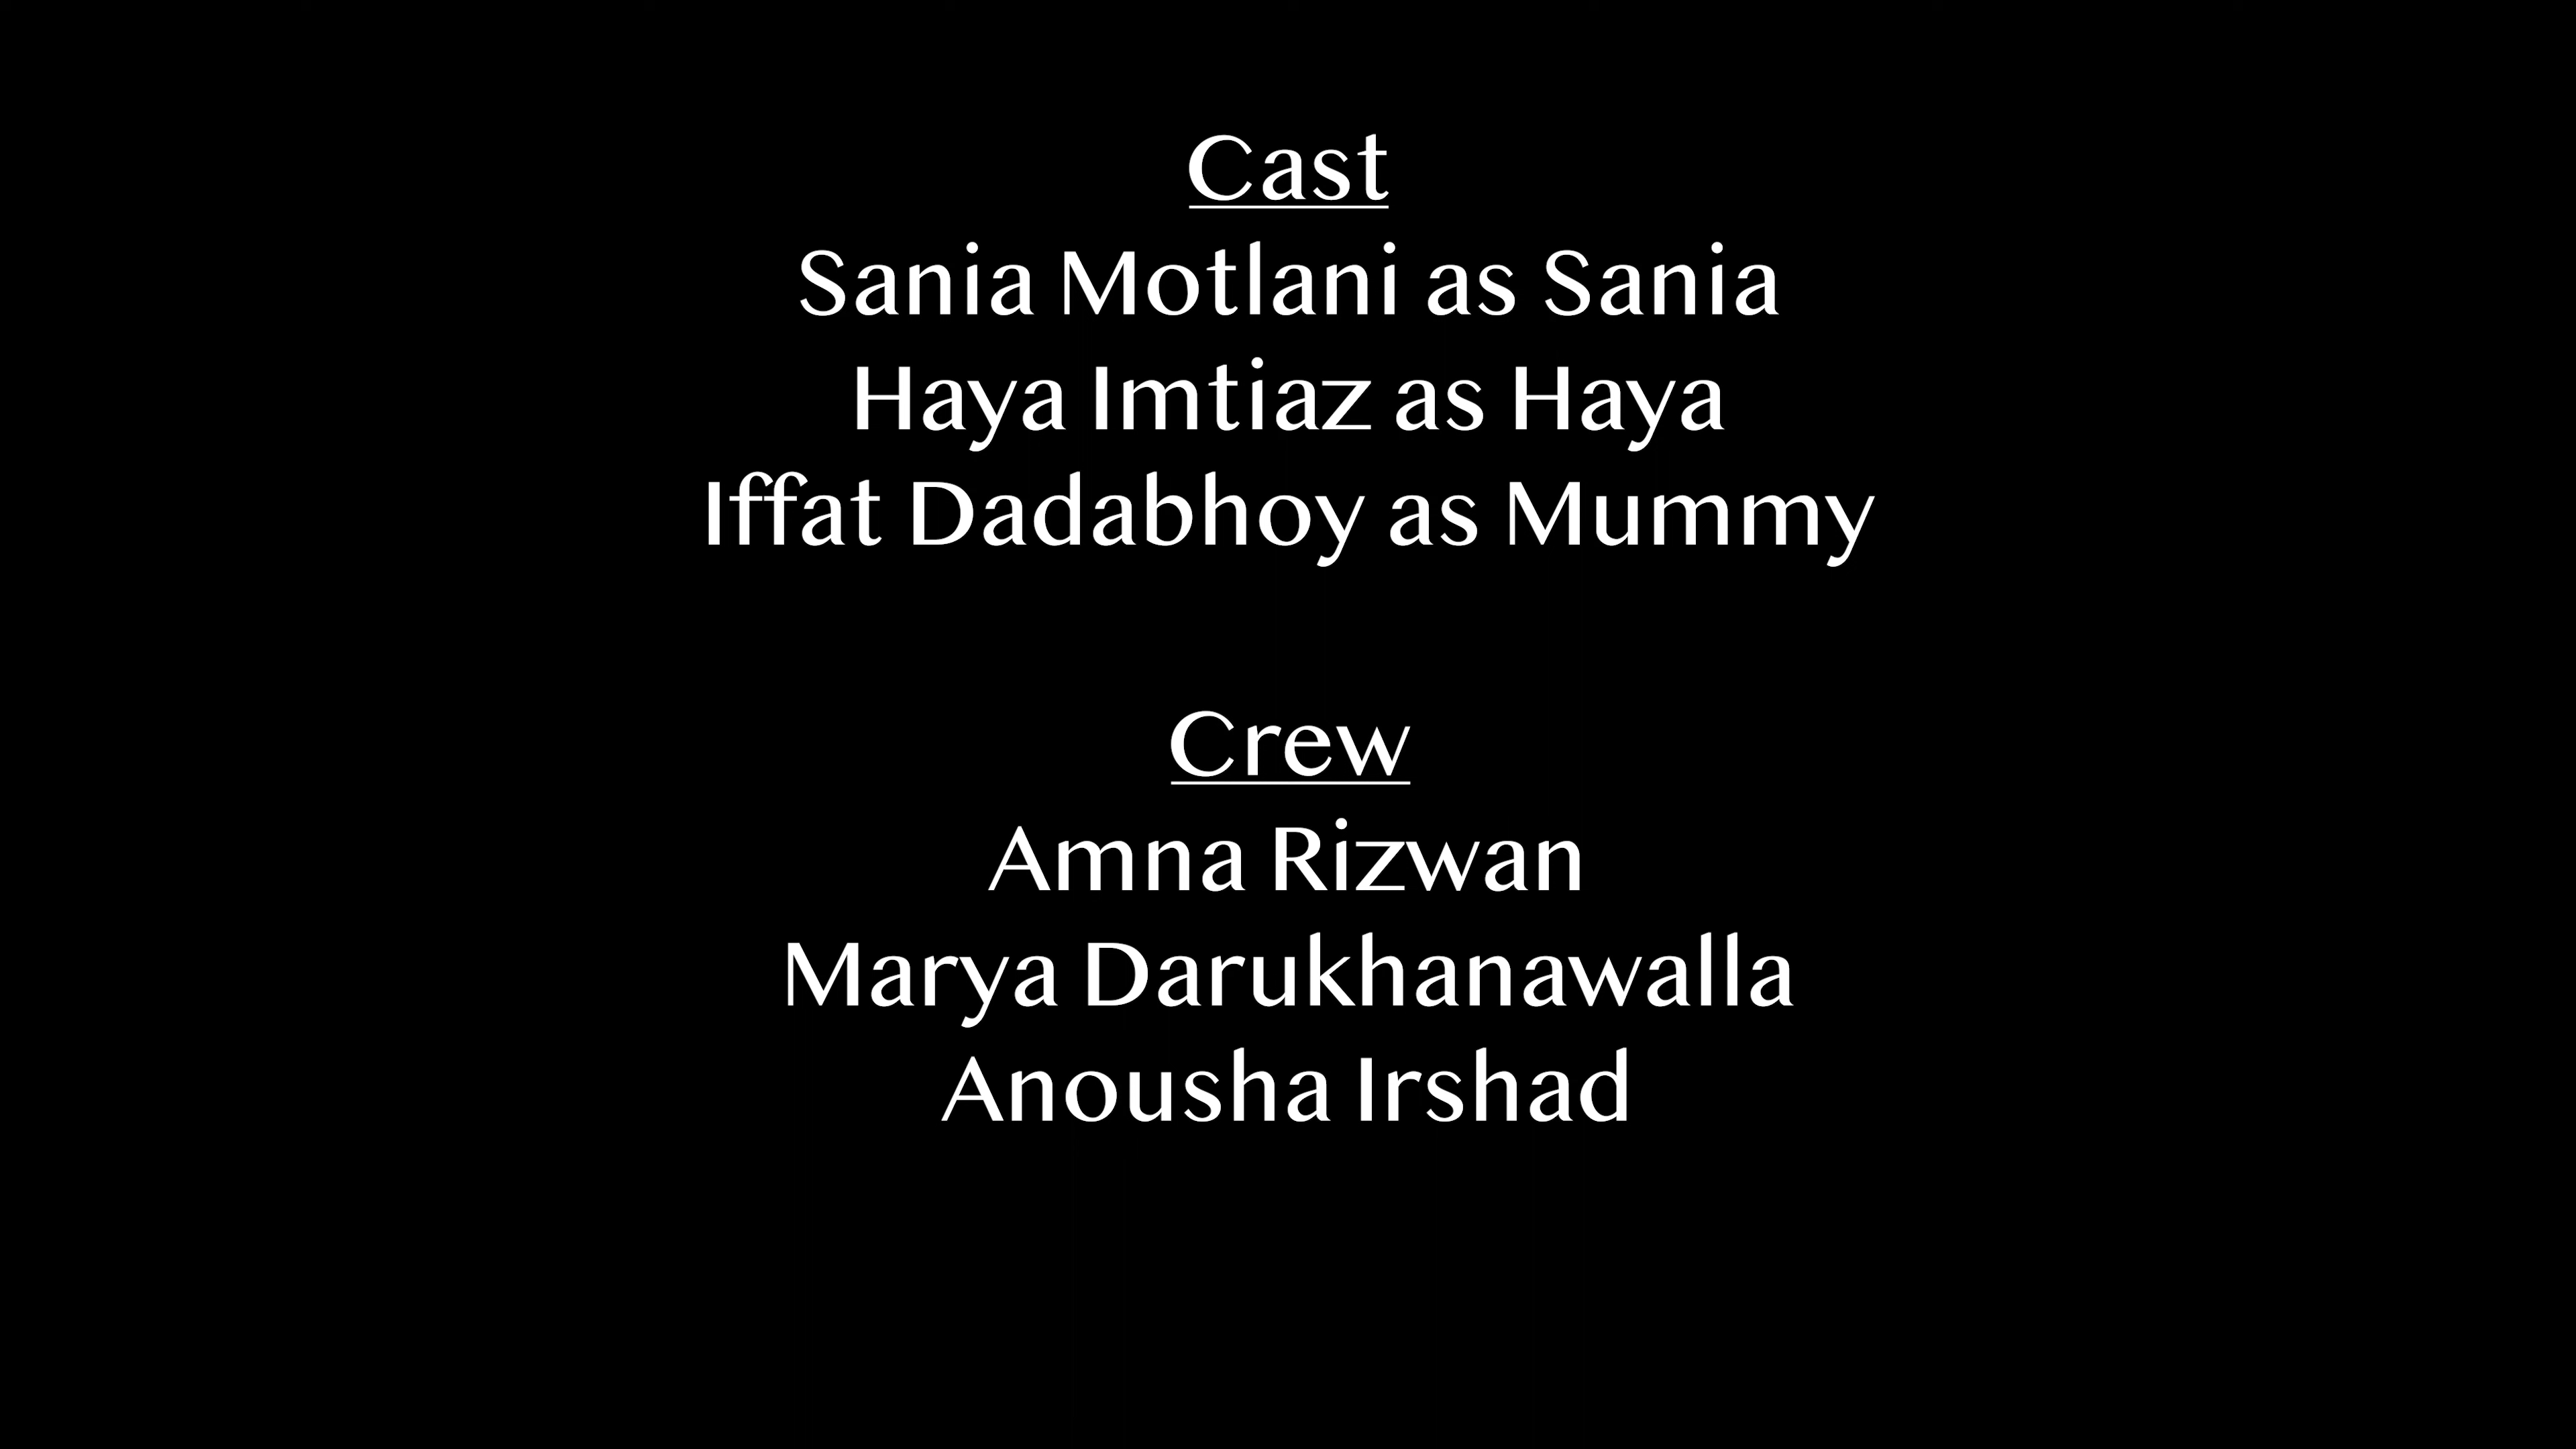 Cast
Sania Motlani as Sania
Haya Imtiaz as Haya
Iffat Dadabhoy as Mummy
Crew
Amna Rizwan
Marya Darukhanawalla
Anousha Irshad